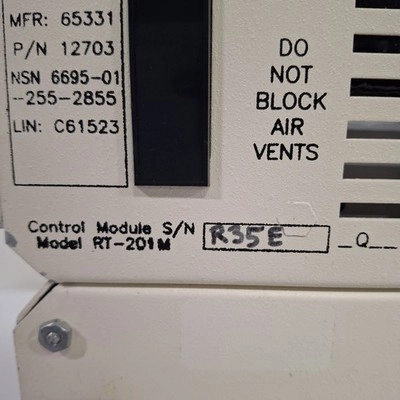 MFR: 65331
P/N 12703
NSN 6695-01
-255-2855
LIN: C61523
DO
NOT
BLOCK
AIR
VENTS
Control Module S/N R35E _Q_
Model RT-201M